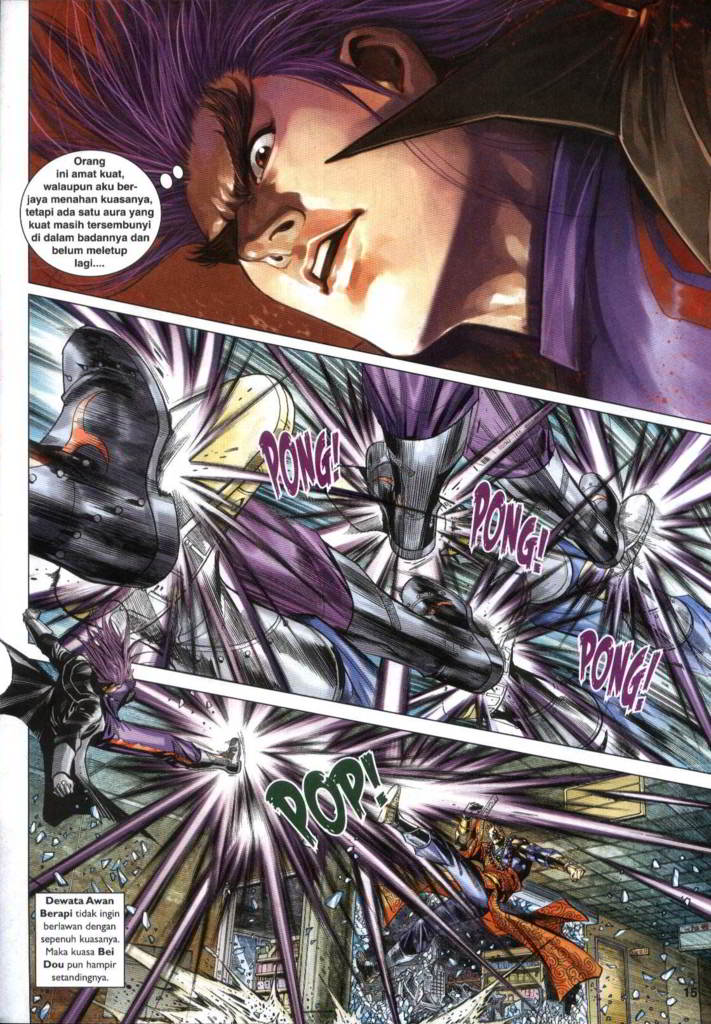 Orang
ini amat kuat,
walaupun aku ber-
jaya menahan kuasanya,
tetapi ada satu aura yang
kuat masih tersembunyi
di dalam badannya dan
belum meletup
lagi....
PONG!
PONG!
PONG!
POP!
Dewata Awan
Berapi tidak ingin
berlawan dengan
sepenuh kuasanya.
Maka kuasa Bei
Dou pun hampir
setandingnya.
15